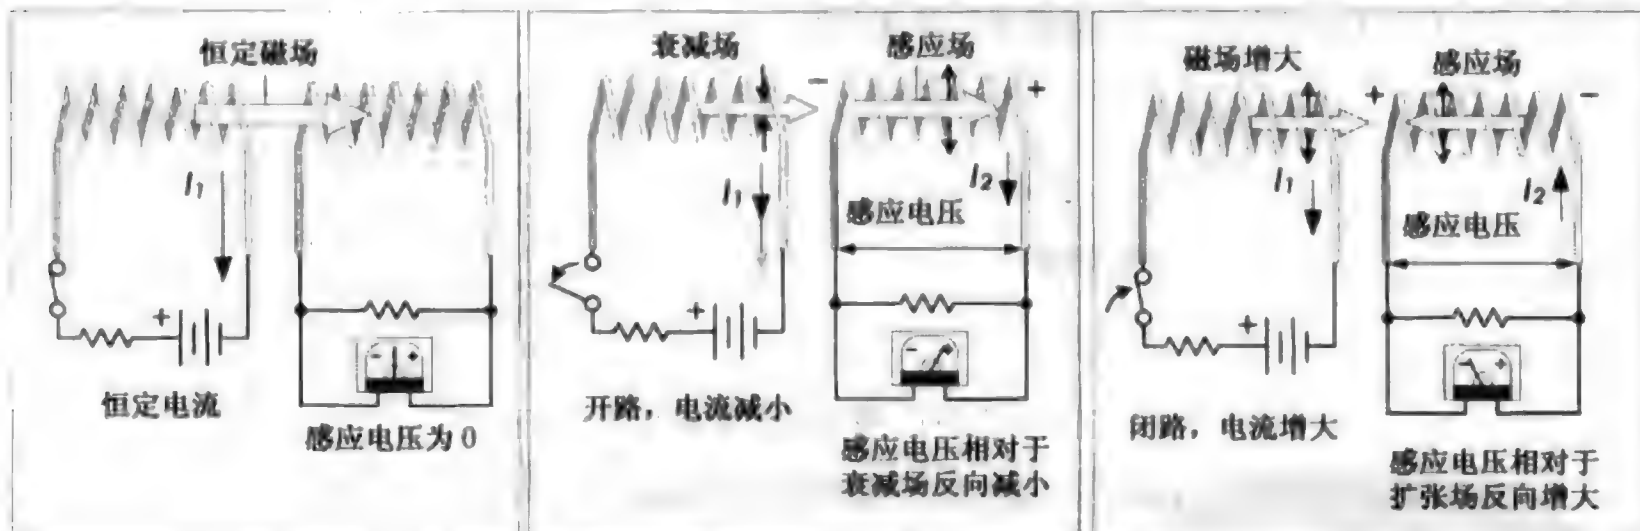 恒定磁场
I1
+
- +
恒定电流
感应电压为 0
衰减场
感应场
- +
I1
I2
感应电压
+
- +
开路，电流减小
感应电压相对于
衰减场反向减小
磁场增大
感应场
+ -
I1
I2
感应电压
+
- +
闭路，电流增大
感应电压相对于
扩张场反向增大